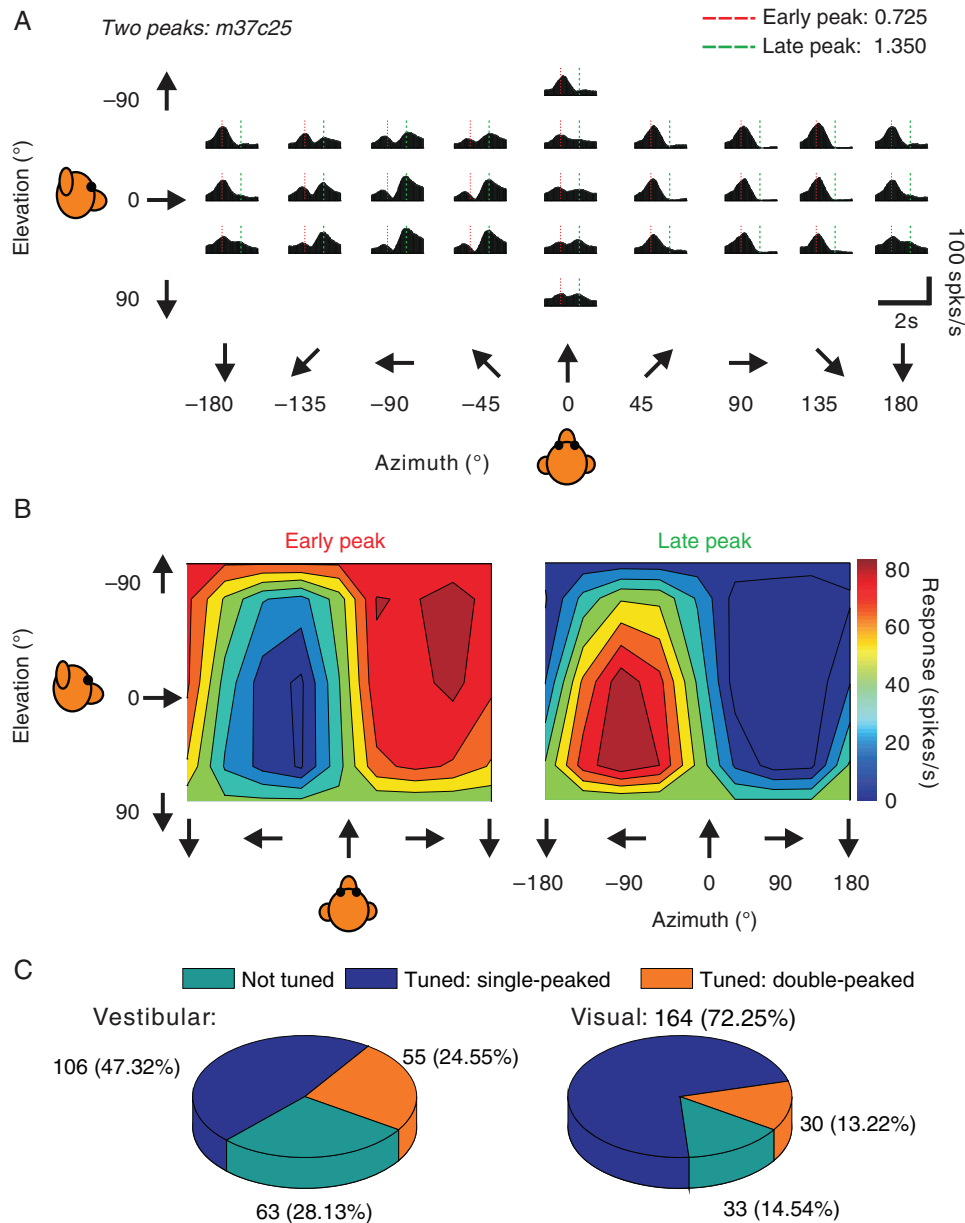 A
Two peaks: m37c25
Early peak: 0.725
Late peak: 1.350
Elevation (°)
−90
0
90
100 spks/s
2s
−180 −135 −90 −45 0 45 90 135 180
Azimuth (°)
B
Early peak
Late peak
Elevation (°)
−90
0
90
−180 −90 0 90 180
Azimuth (°)
80
60
40
20
0
Response (spikes/s)
C
Not tuned
Tuned: single-peaked
Tuned: double-peaked
Vestibular:
106 (47.32%)
55 (24.55%)
63 (28.13%)
Visual: 164 (72.25%)
30 (13.22%)
33 (14.54%)